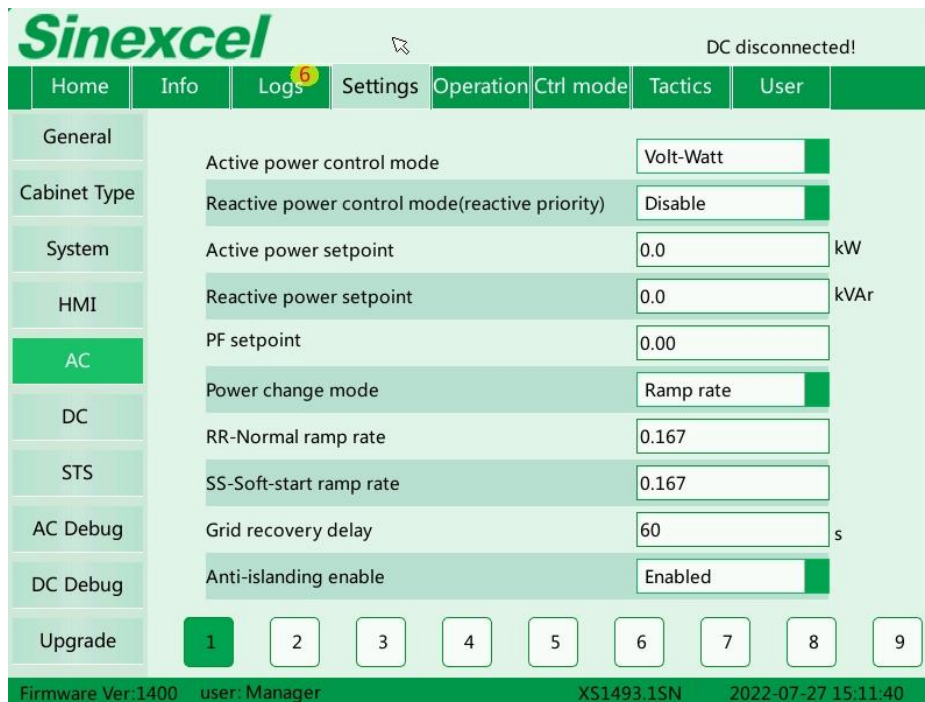 Sinexcel
DC disconnected!
Home Info Logs 6 Settings Operation Ctrl mode Tactics User
General
Cabinet Type
System
HMI
AC
DC
STS
AC Debug
DC Debug
Upgrade
Active power control mode Volt-Watt
Reactive power control mode(reactive priority) Disable
Active power setpoint 0.0 kW
Reactive power setpoint 0.0 kVAr
PF setpoint 0.00
Power change mode Ramp rate
RR-Normal ramp rate 0.167
SS-Soft-start ramp rate 0.167
Grid recovery delay 60 s
Anti-islanding enable Enabled
1 2 3 4 5 6 7 8 9
Firmware Ver:1400 user: Manager XS1493.1SN 2022-07-27 15:11:40